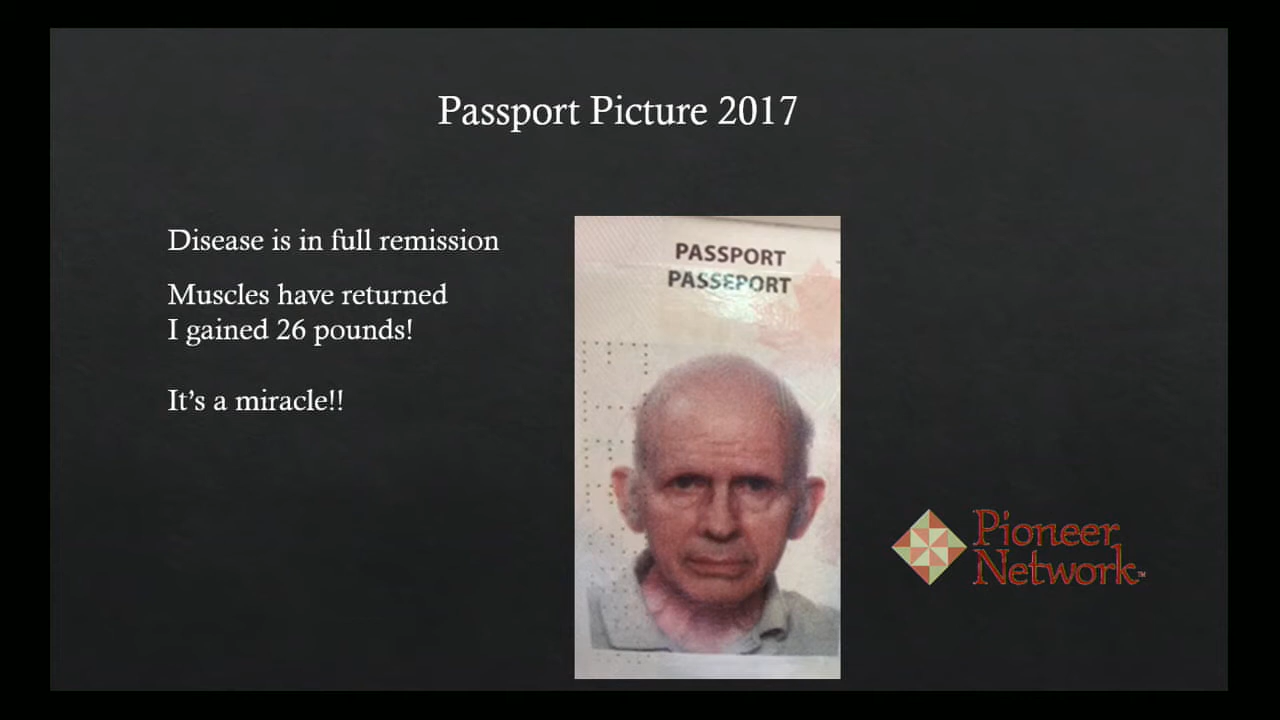 Passport Picture 2017
Disease is in full remission
Muscles have returned
I gained 26 pounds!
It's a miracle!!
PASSPORT
PASSEPORT
Pioneer
Network™